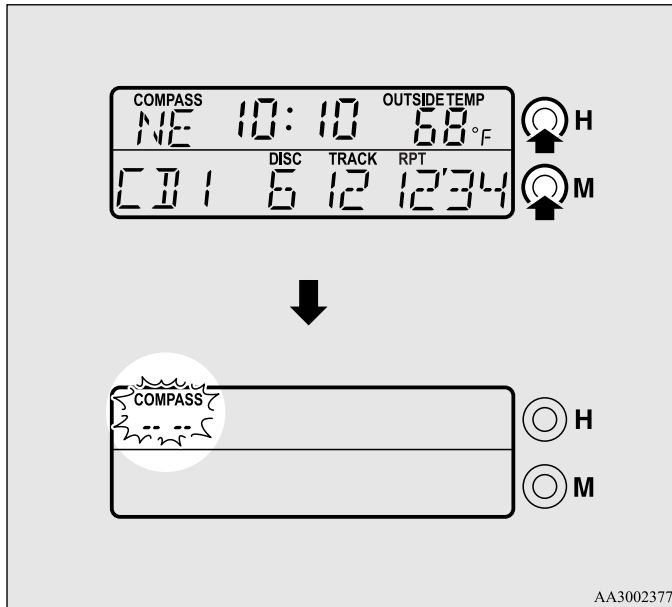 COMPASS OUTSIDE TEMP
NE 10:10 68°F H
DISC TRACK RPT
CD1 6 12 12'34 M
COMPASS
-- -- H
M
AA3002377